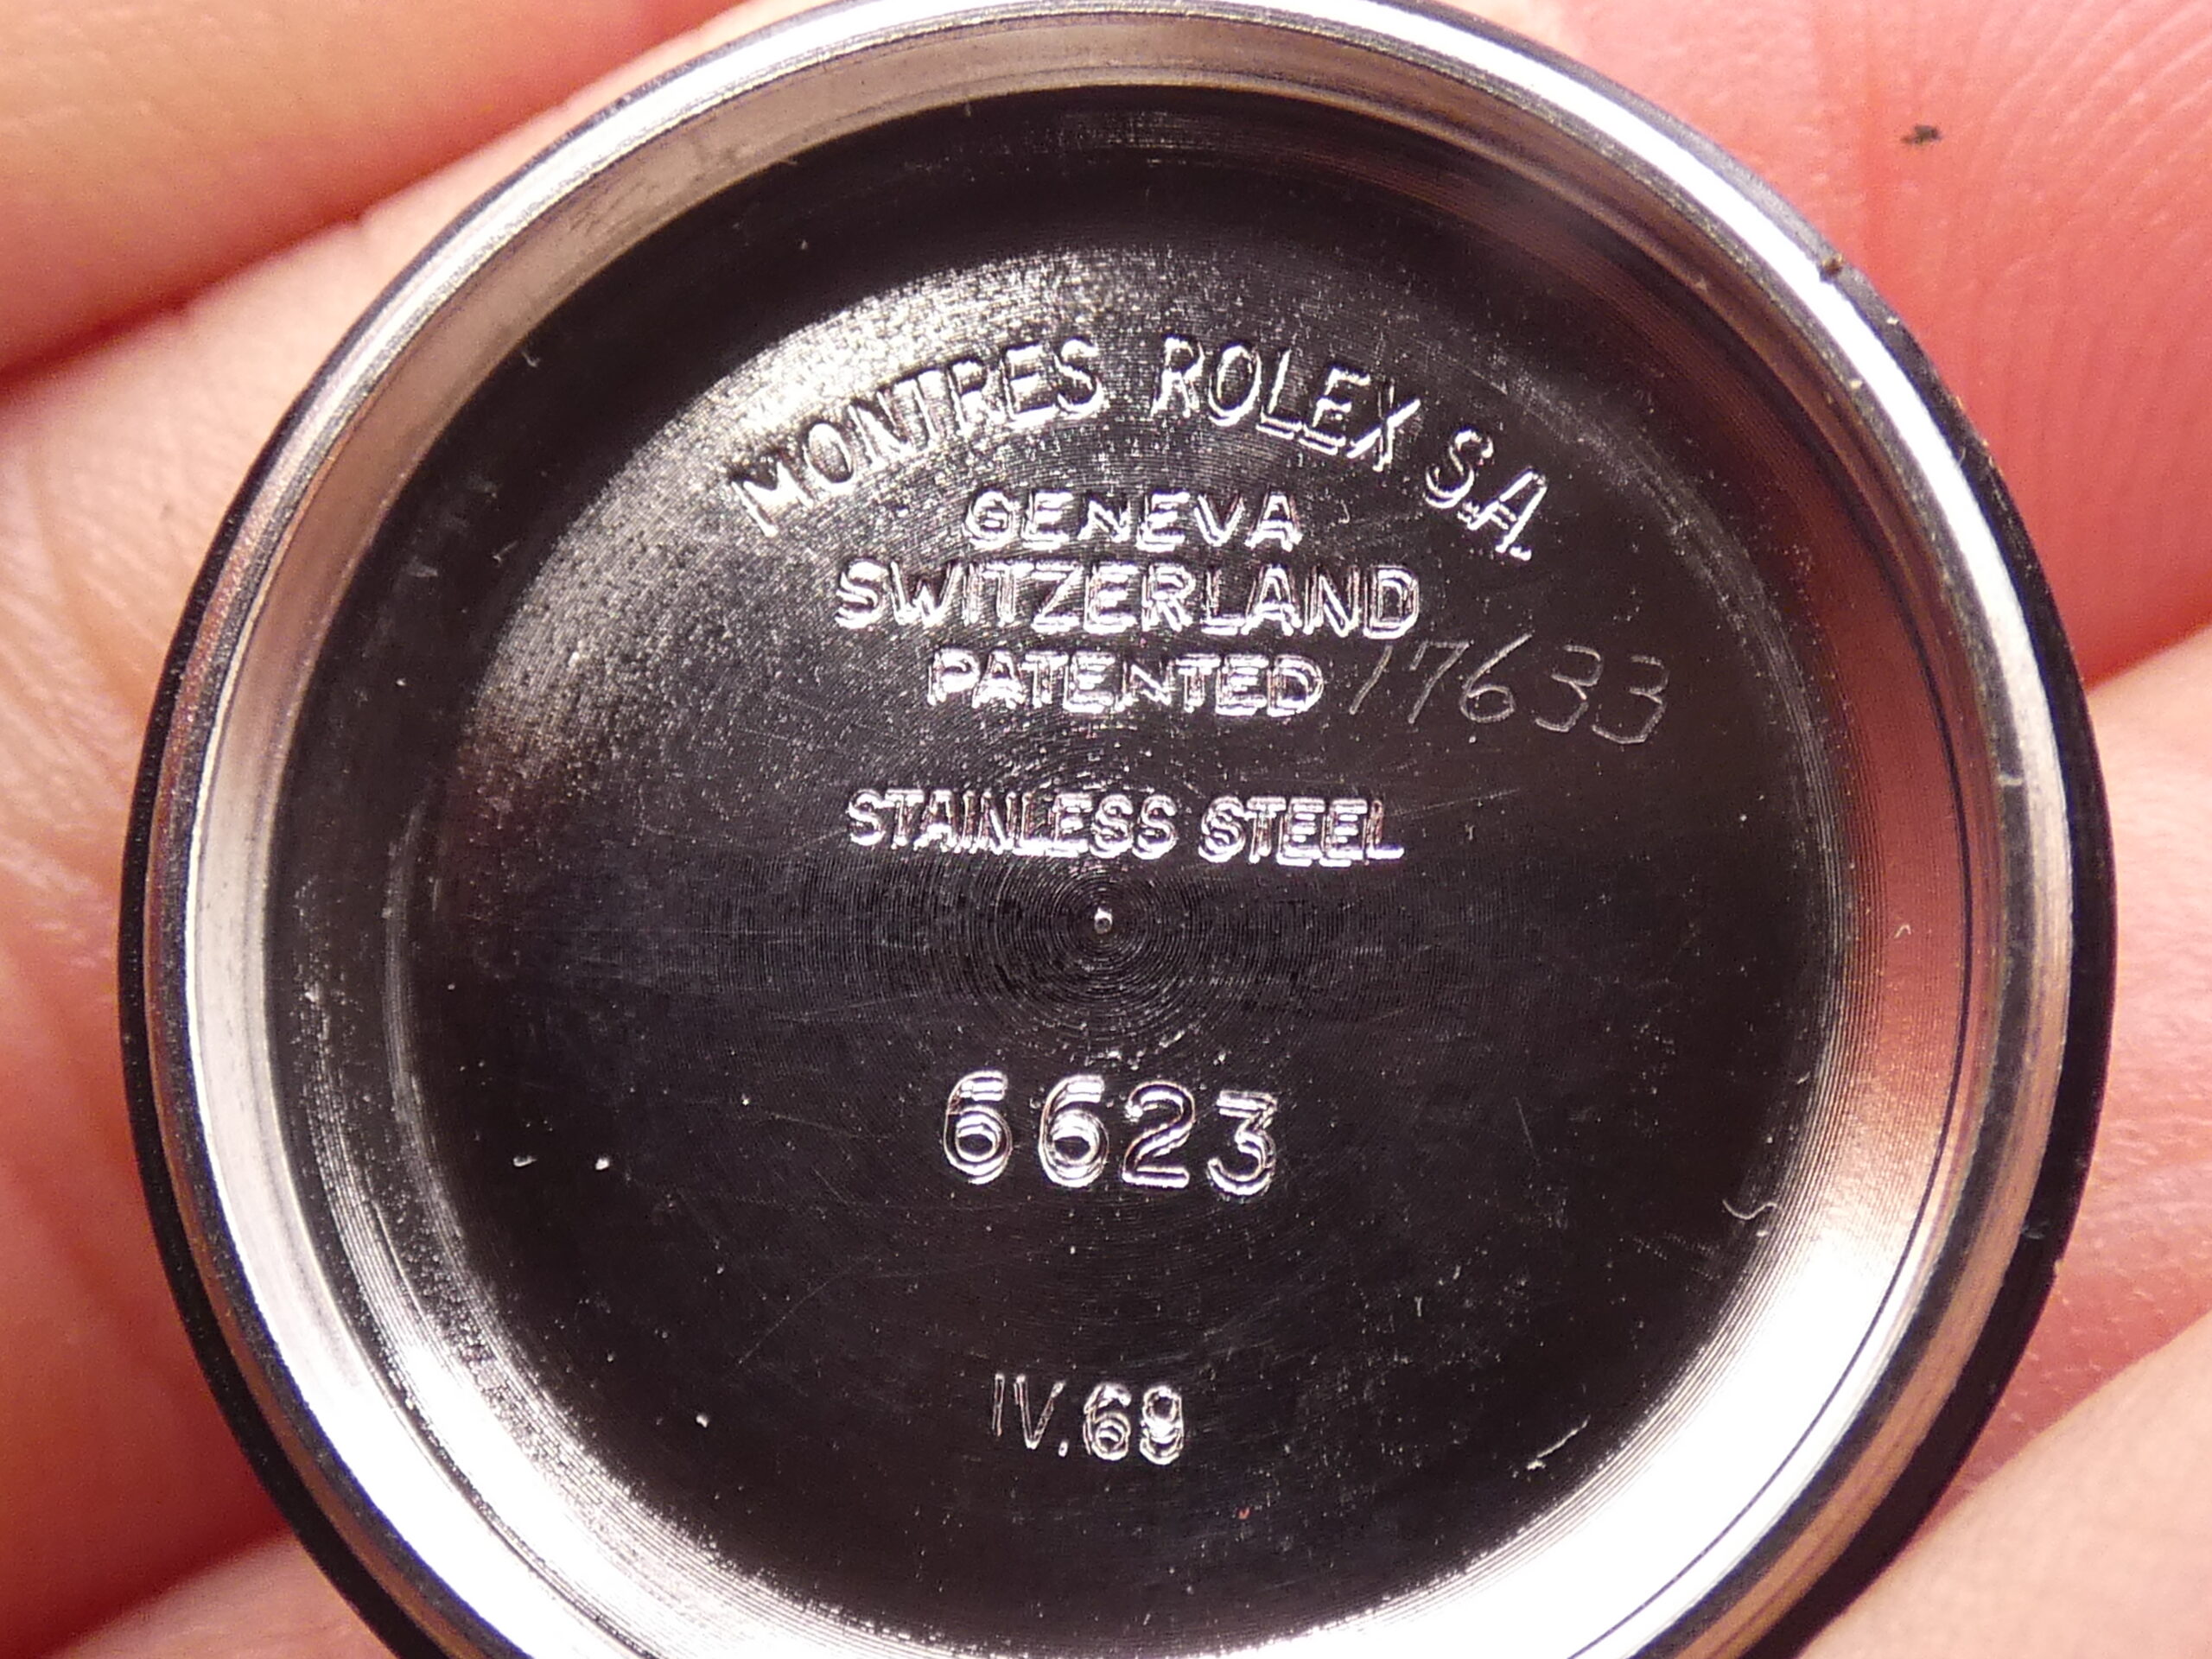 MONTRES ROLEX S.A.
GENEVA
SWITZERLAND
PATENTED 17633
STAINLESS STEEL
6623
IV.69